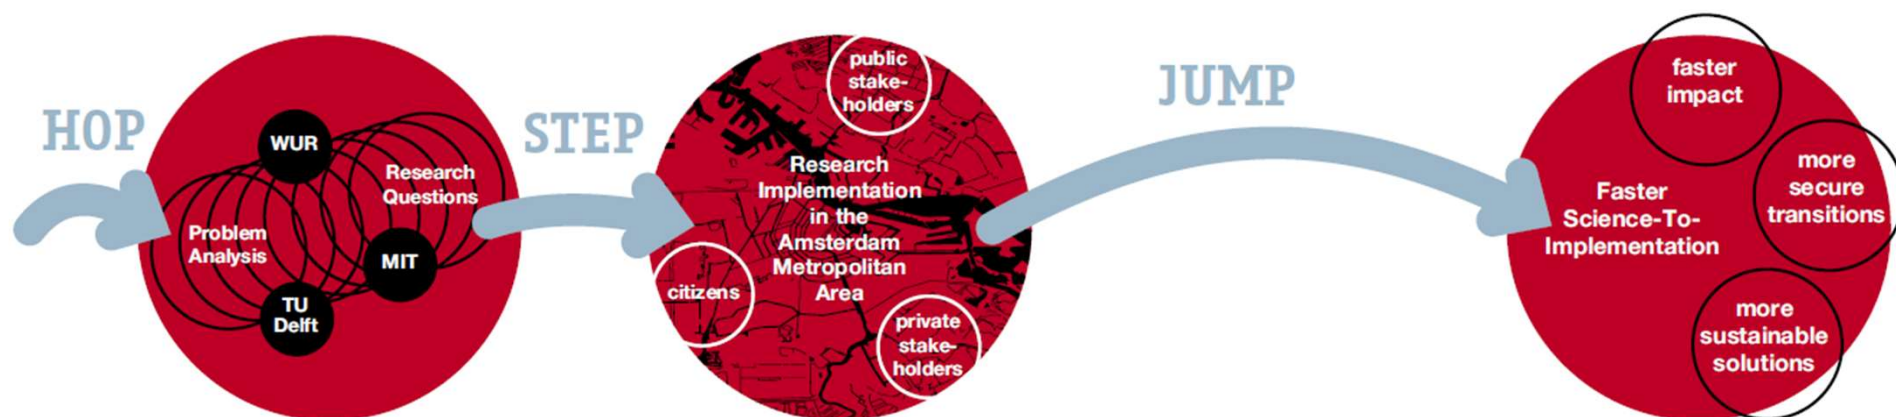 HOP
WUR
Research
Questions
Problem
Analysis
MIT
TU
Delft
STEP
public
stake-
holders
Research
Implementation
in the
Amsterdam
Metropolitan
Area
citizens
private
stake-
holders
JUMP
faster
impact
more
secure
transitions
Faster
Science-To-
Implementation
more
sustainable
solutions